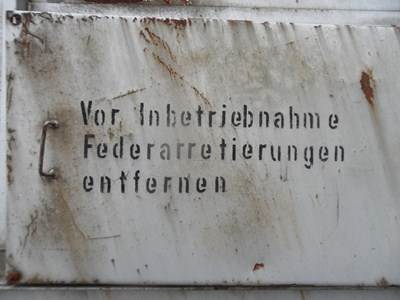 Vor Inbetriebnahme
Federarretierungen
entfernen